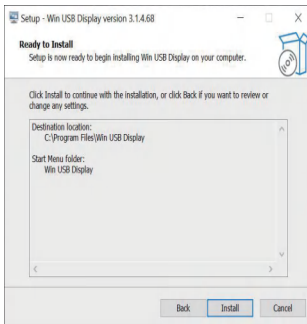 Setup - Win USB Display version 3.1.4.68
Ready to Install
Setup is now ready to begin installing Win USB Display on your computer.
Click Install to continue with the installation, or click Back if you want to review or
change any settings.
Destination location:
C:\Program Files\Win USB Display
Start Menu folder:
Win USB Display
Back Install Cancel